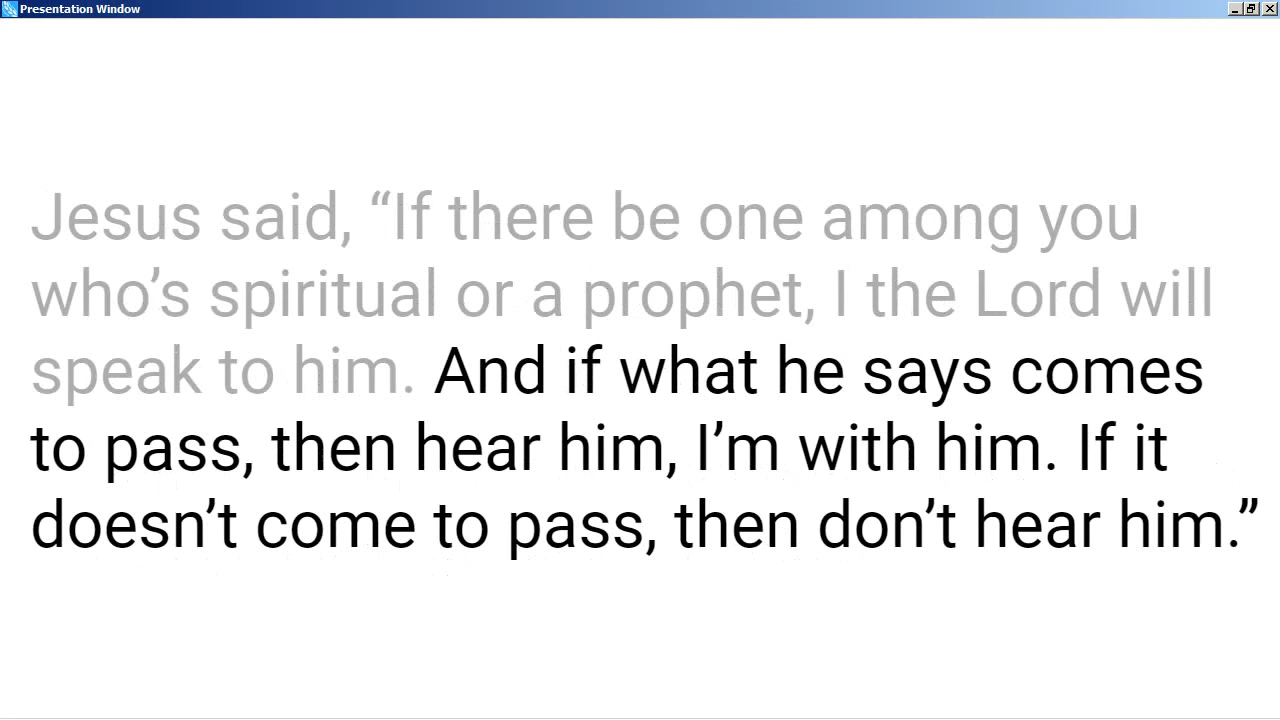 Presentation Window
Jesus said, “If there be one among you
who’s spiritual or a prophet, I the Lord will
speak to him. And if what he says comes
to pass, then hear him, I’m with him. If it
doesn’t come to pass, then don’t hear him.”